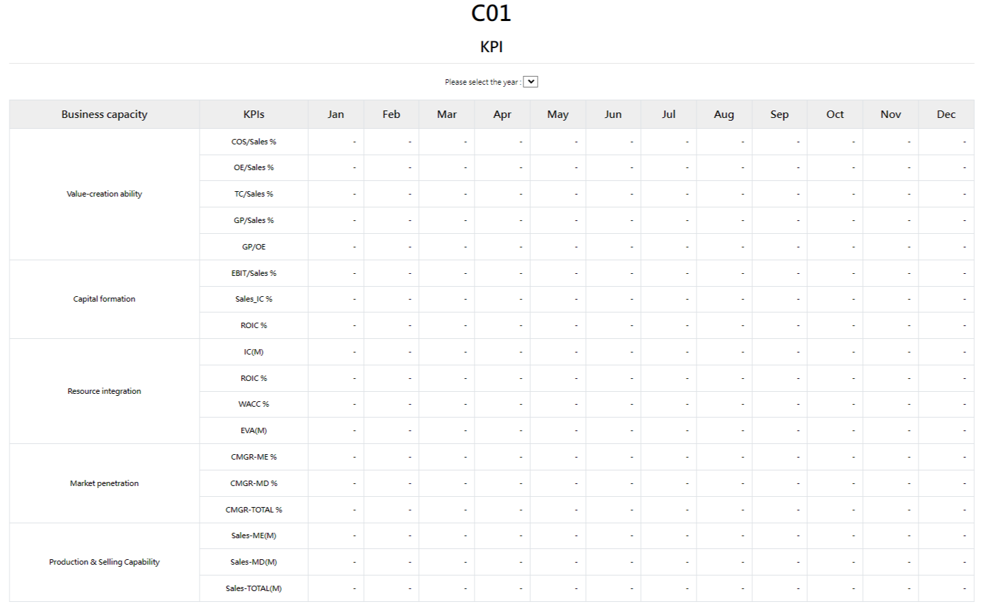 C01
KPI
Please select the year :
Business capacity KPIs Jan Feb Mar Apr May Jun Jul Aug Sep Oct Nov Dec
Value-creation ability
COS/Sales % - - - - - - - - - - - -
OE/Sales % - - - - - - - - - - - -
TC/Sales % - - - - - - - - - - - -
GP/Sales % - - - - - - - - - - - -
GP/OE - - - - - - - - - - - -
Capital formation
EBIT/Sales % - - - - - - - - - - - -
Sales_IC % - - - - - - - - - - - -
ROIC % - - - - - - - - - - - -
Resource integration
IC(M) - - - - - - - - - - - -
ROIC % - - - - - - - - - - - -
WACC % - - - - - - - - - - - -
EVA(M) - - - - - - - - - - - -
Market penetration
CMGR-ME % - - - - - - - - - - - -
CMGR-MD % - - - - - - - - - - - -
CMGR-TOTAL % - - - - - - - - - - - -
Production & Selling Capability
Sales-ME(M) - - - - - - - - - - - -
Sales-MD(M) - - - - - - - - - - - -
Sales-TOTAL(M) - - - - - - - - - - - -